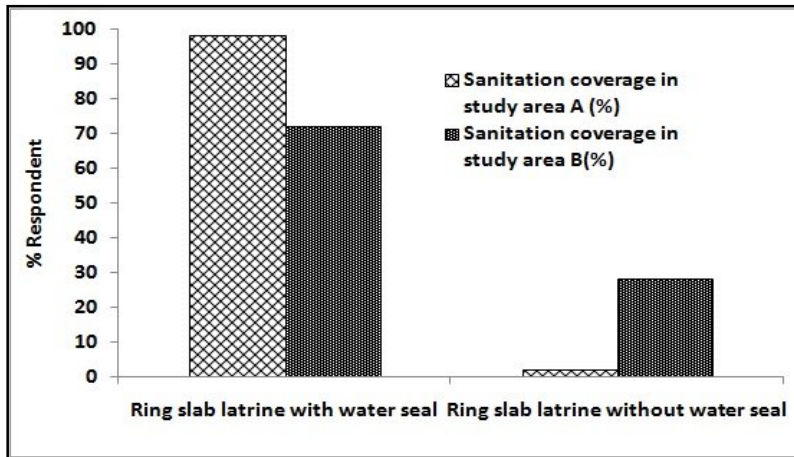 100
90
80
70
60
50
40
30
20
10
0
% Respondent
Sanitation coverage in
study area A (%)
Sanitation coverage in
study area B(%)
Ring slab latrine with water seal
Ring slab latrine without water seal